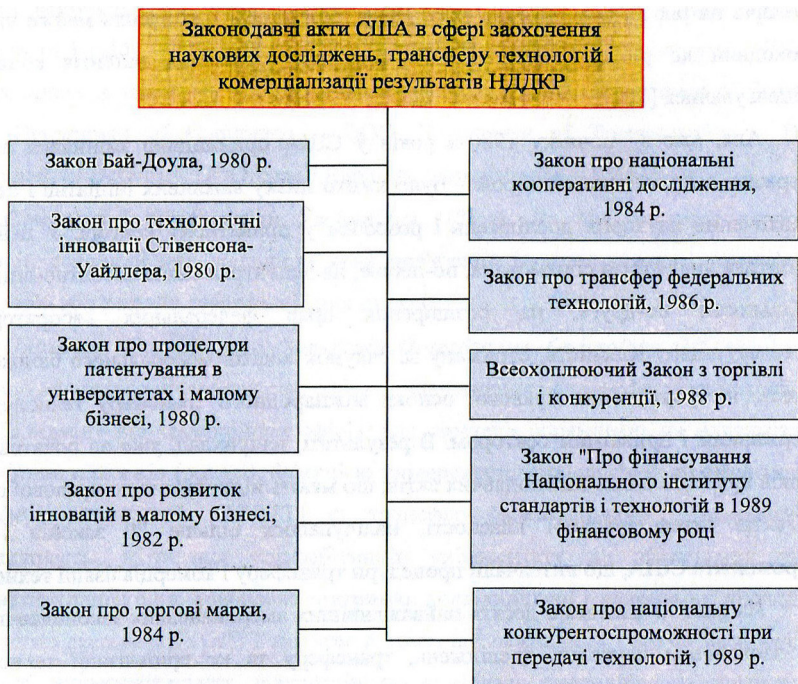 Законодавчі акти США в сфері заохочення
наукових досліджень, трансферу технологій і
комерціалізації результатів НДДКР
Закон Бай-Доула, 1980 р.
Закон про технологічні
інновації Стівенсона-
Уайдлера, 1980 р.
Закон про процедури
патентування в
університетах і малому
бізнесі, 1980 р.
Закон про розвиток
інновацій в малому бізнесі,
1982 р.
Закон про торгові марки,
1984 р.
Закон про національні
кооперативні дослідження,
1984 р.
Закон про трансфер федеральних
технологій, 1986 р.
Всеохоплюючий Закон з торгівлі
і конкуренції, 1988 р.
Закон "Про фінансування
Національного інституту
стандартів і технологій в 1989
фінансовому році
Закон про національну
конкурентоспроможності при
передачі технологій, 1989 р.